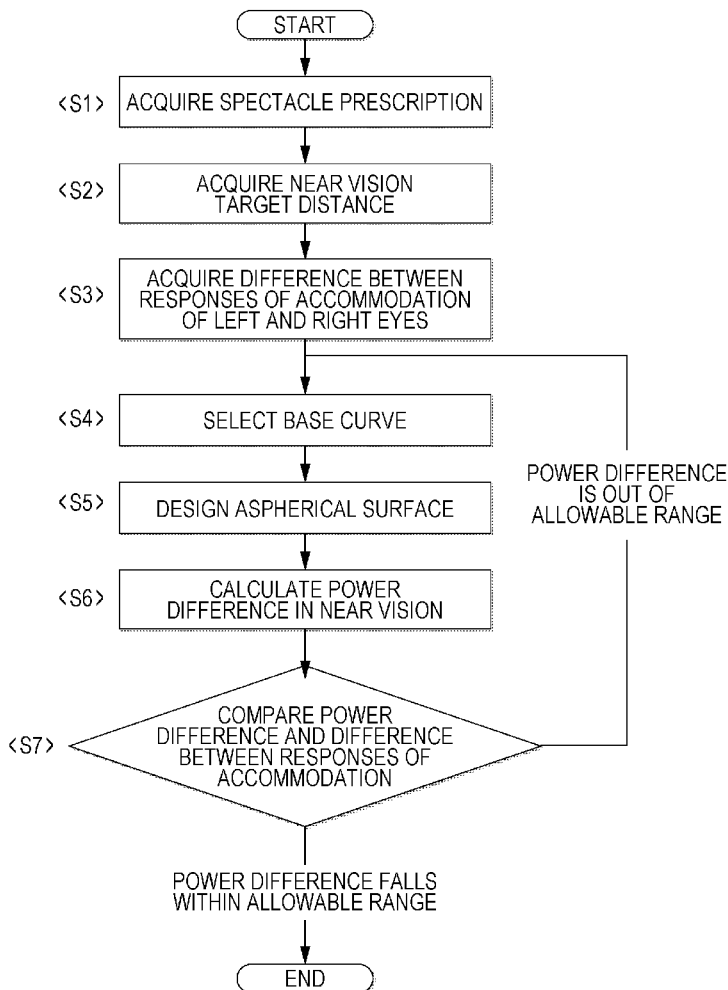 START
<S1>
ACQUIRE SPECTACLE PRESCRIPTION
<S2>
ACQUIRE NEAR VISION
TARGET DISTANCE
<S3>
ACQUIRE DIFFERENCE BETWEEN
RESPONSES OF ACCOMMODATION
OF LEFT AND RIGHT EYES
<S4>
SELECT BASE CURVE
<S5>
DESIGN ASPHERICAL SURFACE
<S6>
CALCULATE POWER
DIFFERENCE IN NEAR VISION
POWER DIFFERENCE
IS OUT OF
ALLOWABLE RANGE
<S7>
COMPARE POWER
DIFFERENCE AND DIFFERENCE
BETWEEN RESPONSES OF
ACCOMMODATION
POWER DIFFERENCE FALLS
WITHIN ALLOWABLE RANGE
END